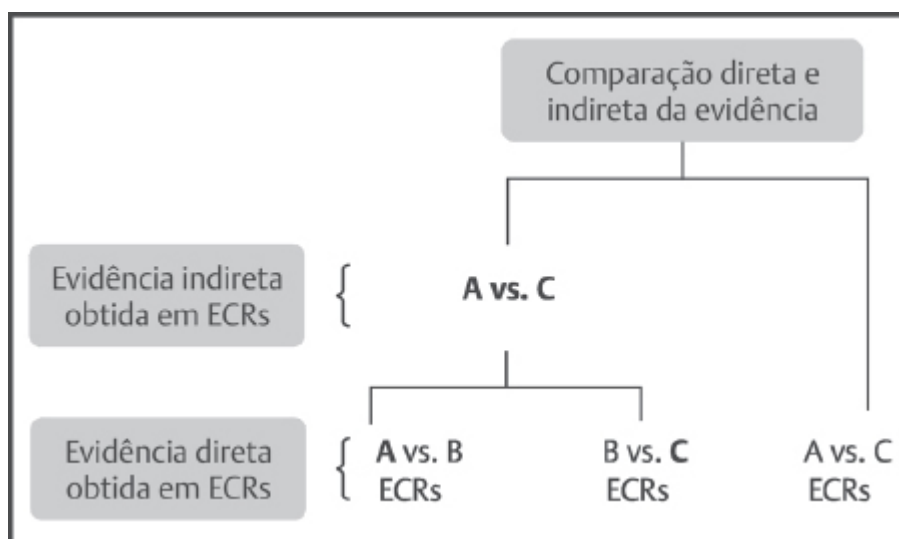 Comparação direta e
indireta da evidência
Evidência indireta
obtida em ECRs
{
A vs. C
Evidência direta
obtida em ECRs
{
A vs. B
ECRs
B vs. C
ECRs
A vs. C
ECRs